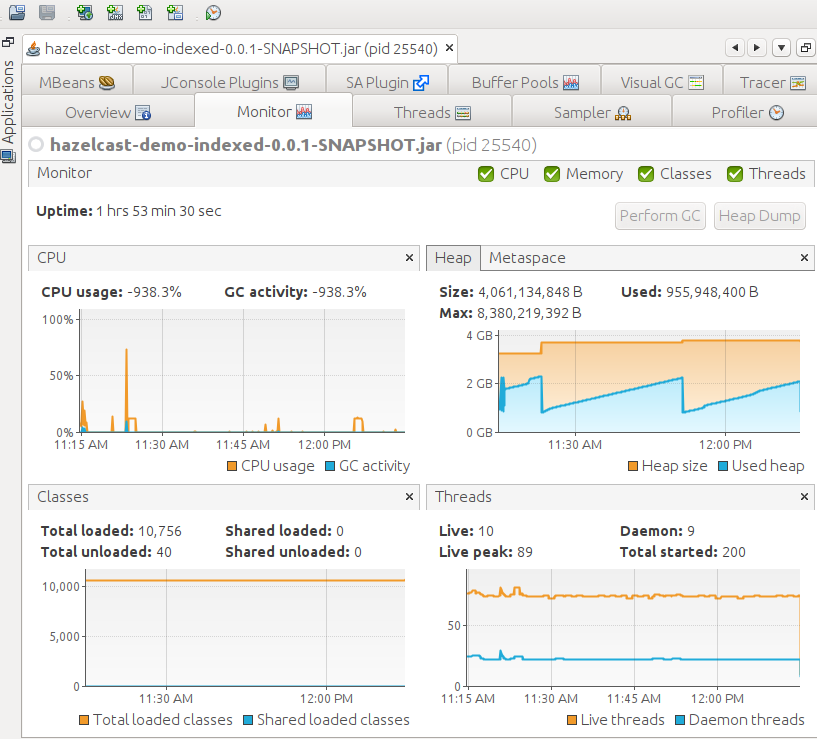 hazelcast-demo-indexed-0.0.1-SNAPSHOT.jar (pid 25540)
Applications
MBeans JConsole Plugins SA Plugin Buffer Pools Visual GC Tracer
Overview Monitor Threads Sampler Profiler
hazelcast-demo-indexed-0.0.1-SNAPSHOT.jar (pid 25540)
Monitor CPU Memory Classes Threads
Uptime: 1 hrs 53 min 30 sec
Perform GC Heap Dump
CPU
CPU usage: -938.3% GC activity: -938.3%
100%
50%
0%
11:15 AM 11:30 AM 11:45 AM 12:00 PM
CPU usage GC activity
Heap Metaspace
Size: 4,061,134,848 B Used: 955,948,400 B
Max: 8,380,219,392 B
4 GB
2 GB
0 GB
11:30 AM 12:00 PM
Heap size Used heap
Classes
Total loaded: 10,756 Shared loaded: 0
Total unloaded: 40 Shared unloaded: 0
10,000
5,000
0
11:30 AM 12:00 PM
Total loaded classes Shared loaded classes
Threads
Live: 10 Daemon: 9
Live peak: 89 Total started: 200
50
0
11:15 AM 11:30 AM 11:45 AM 12:00 PM
Live threads Daemon threads